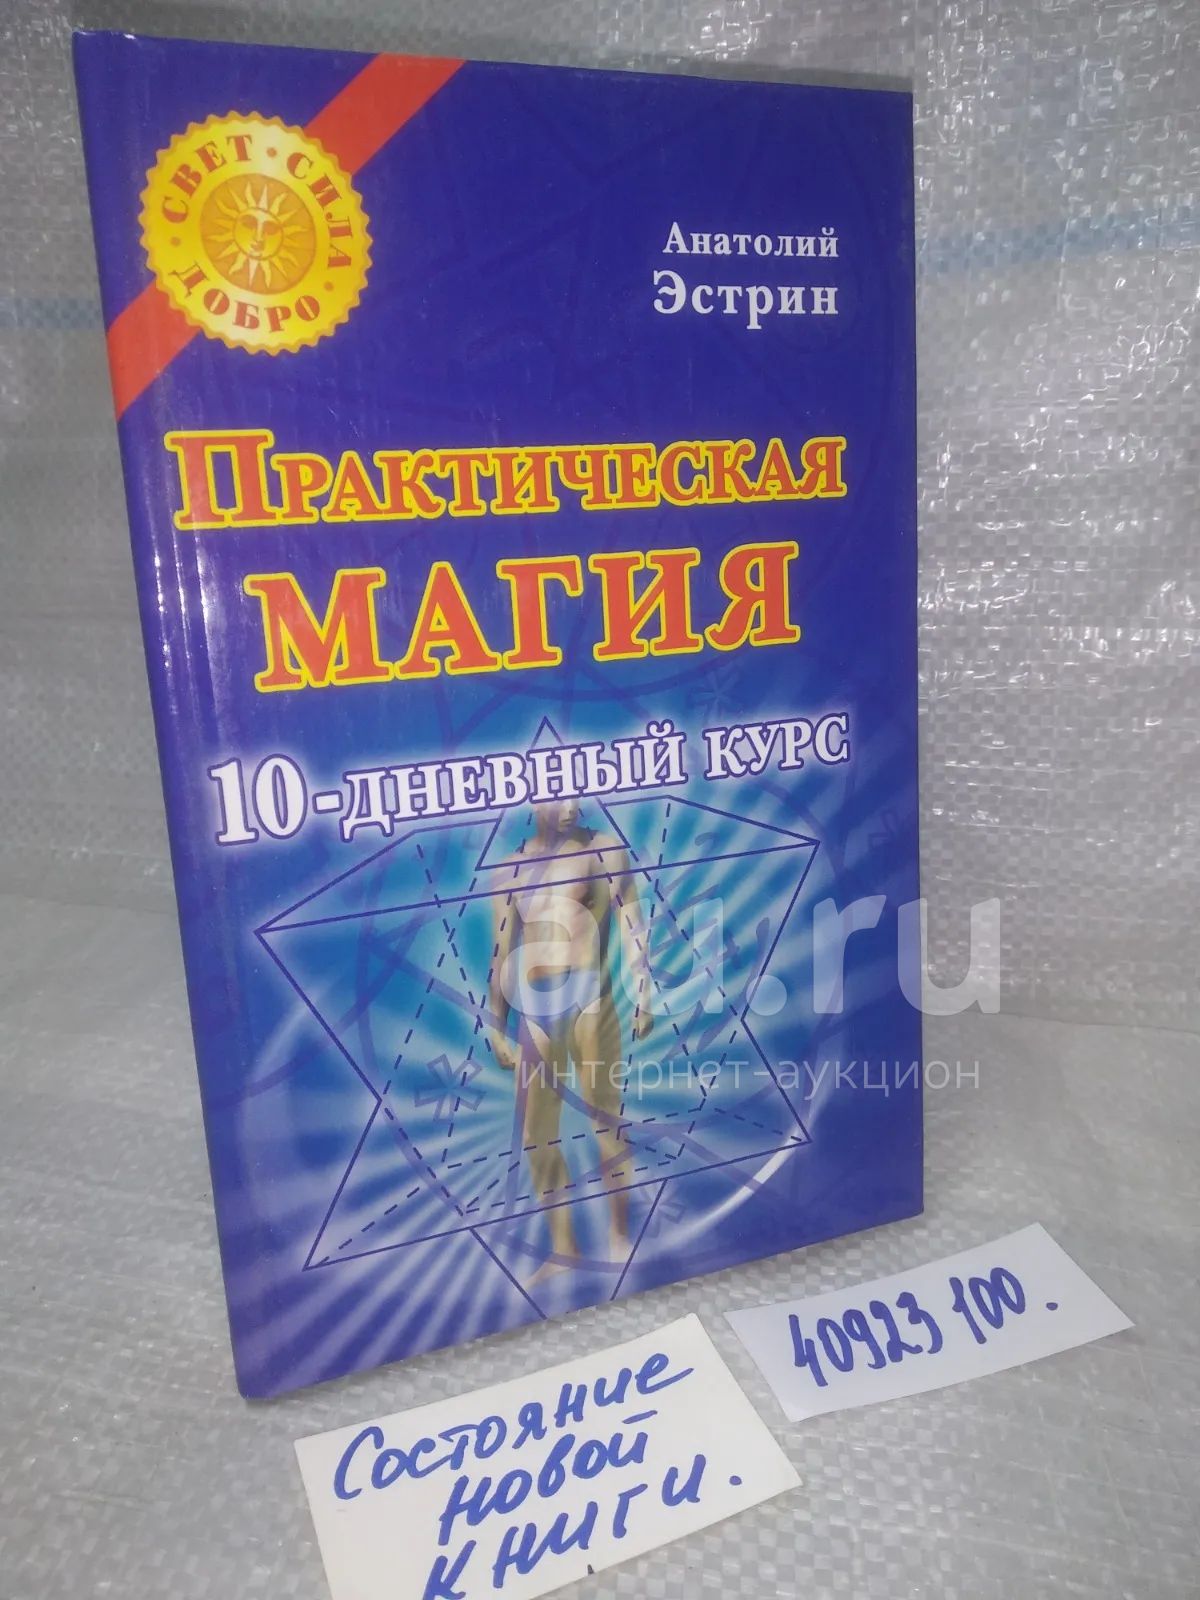 СВЕТ · СИЛА · ДОБРО ·
Анатолий
Эстрин
Практическая
магия
10-дневный курс
au.ru
интернет-аукцион
40923 100.
Состояние
новой
книги.